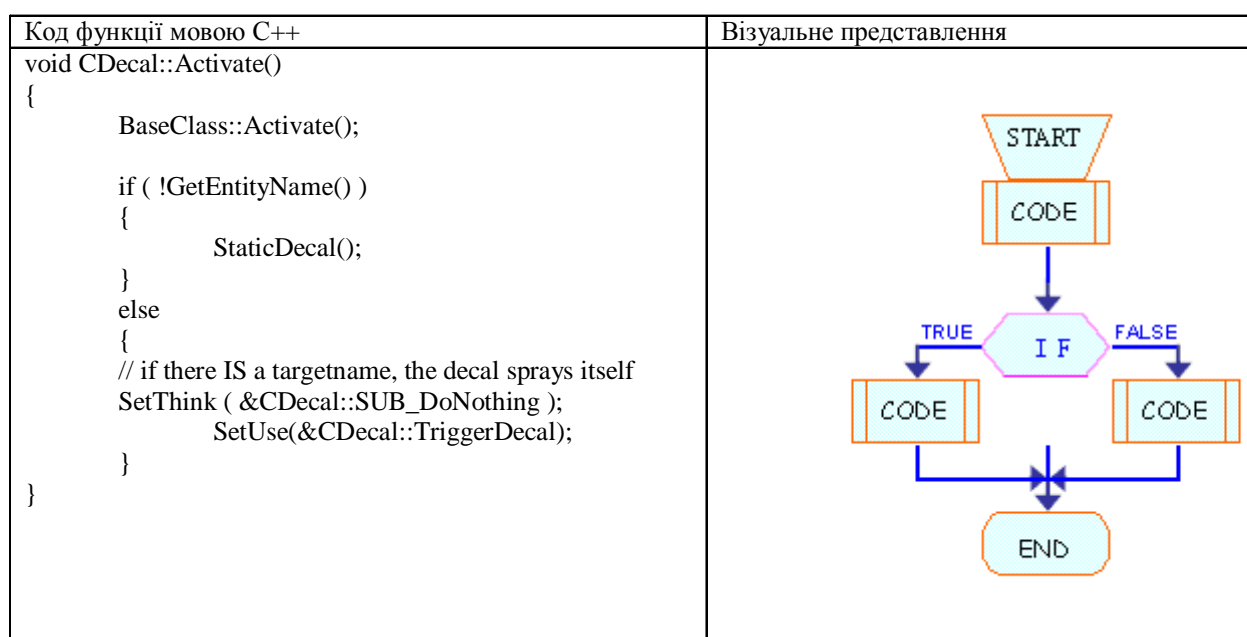 Код функції мовою C++
Візуальне представлення
void CDecal::Activate()
{
BaseClass::Activate();
if ( !GetEntityName() )
{
StaticDecal();
}
else
{
// if there IS a targetname, the decal sprays itself
SetThink ( &CDecal::SUB_DoNothing );
SetUse(&CDecal::TriggerDecal);
}
}
START
CODE
TRUE
IF
FALSE
CODE
CODE
END